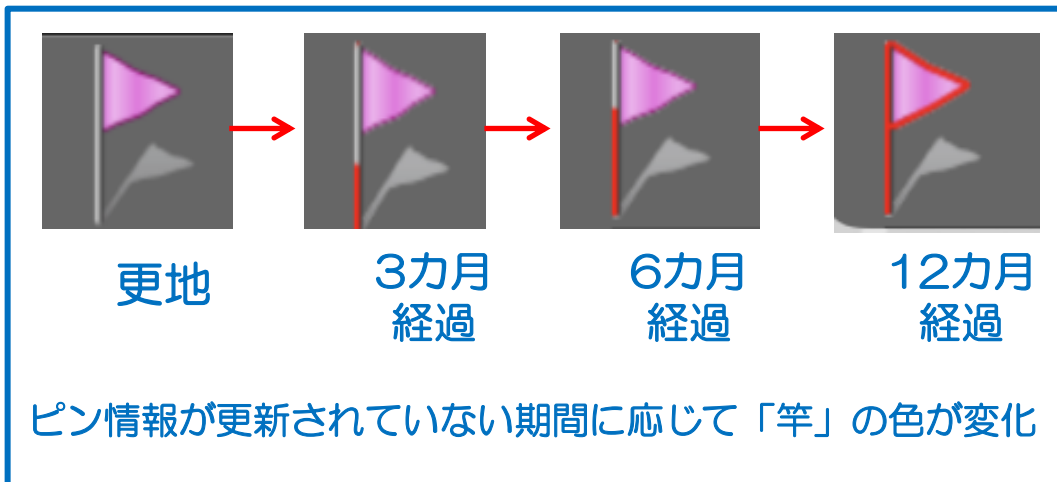 更地
3カ月
経過
6カ月
経過
12カ月
経過
ピン情報が更新されていない期間に応じて「竿」の色が変化